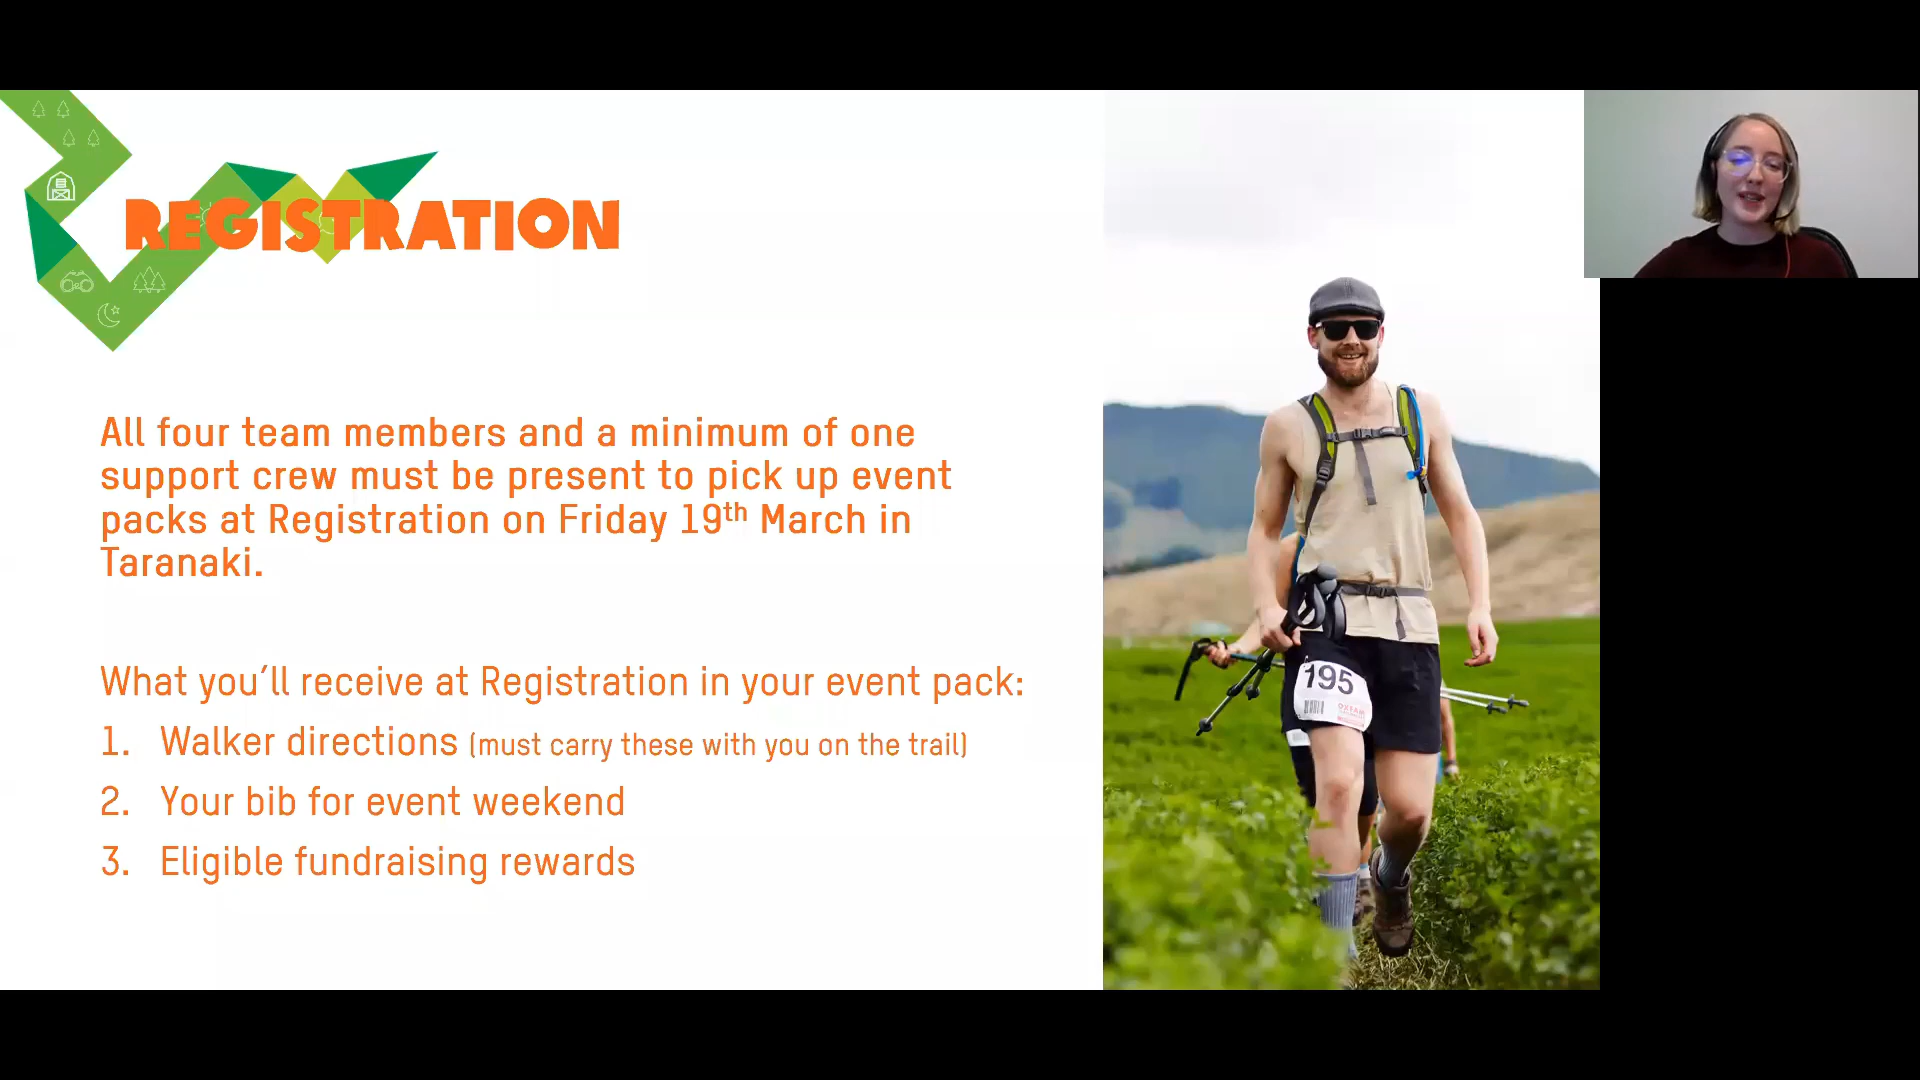 REGISTRATION
All four team members and a minimum of one
support crew must be present to pick up event
packs at Registration on Friday 19th March in
Taranaki.
What you’ll receive at Registration in your event pack:
1. Walker directions (must carry these with you on the trail)
2. Your bib for event weekend
3. Eligible fundraising rewards
195
OXFAM